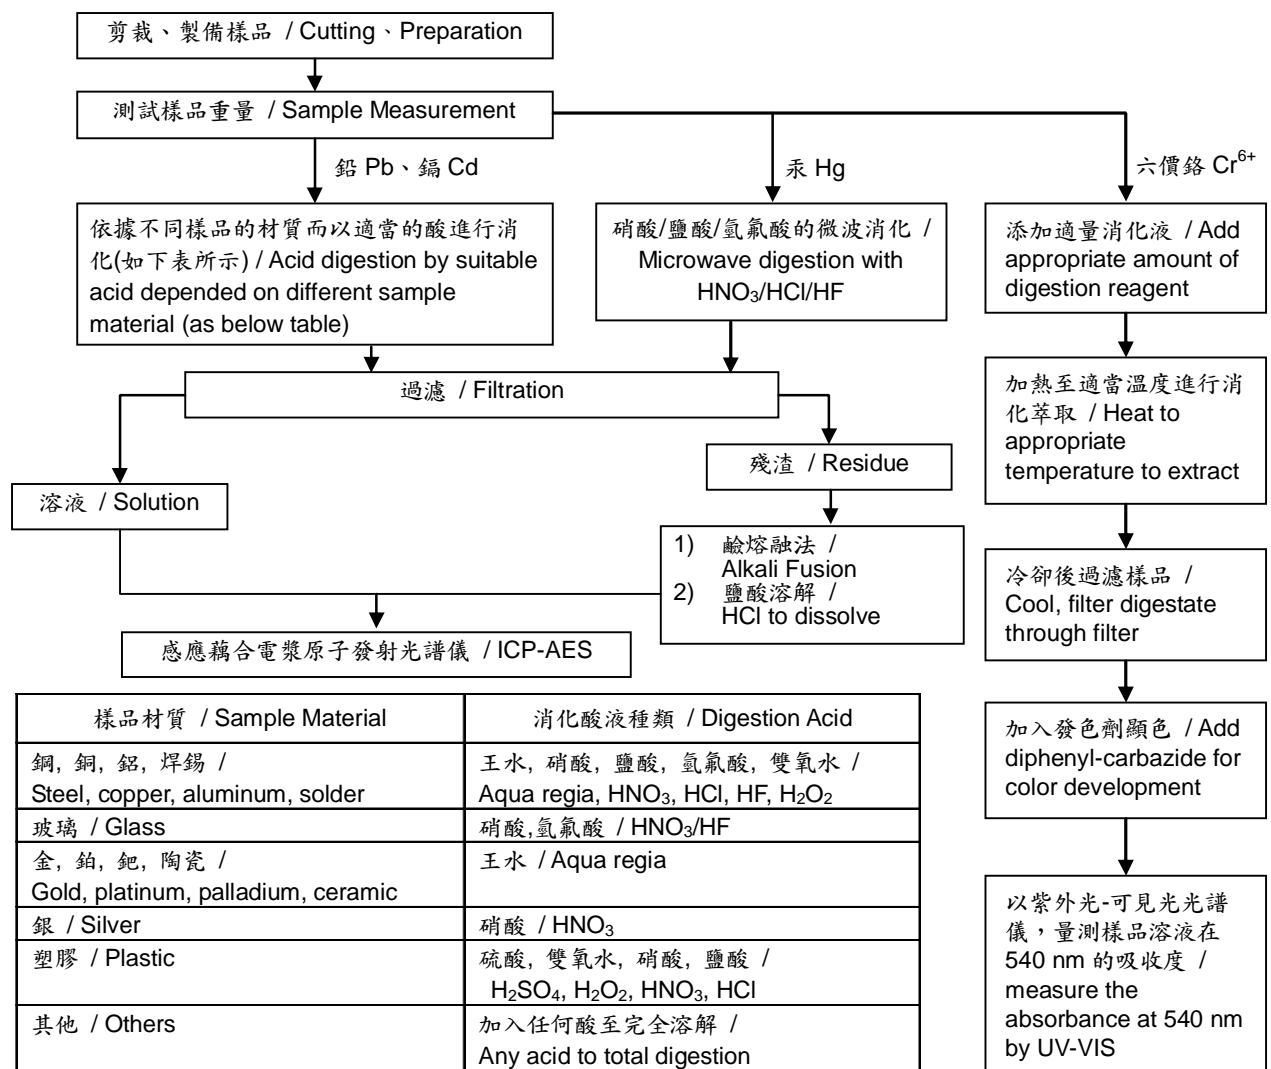 剪裁、製備樣品 / Cutting、Preparation
測試樣品重量 / Sample Measurement
鉛 Pb、鎘 Cd
汞 Hg
六價鉻 Cr⁶⁺
依據不同樣品的材質而以適當的酸進行消
化(如下表所示) / Acid digestion by suitable
acid depended on different sample
material (as below table)
硝酸/鹽酸/氫氟酸的微波消化 /
Microwave digestion with
HNO₃/HCl/HF
添加適量消化液 / Add
appropriate amount of
digestion reagent
過濾 / Filtration
加熱至適當溫度進行消
化萃取 / Heat to
appropriate
temperature to extract
溶液 / Solution
殘渣 / Residue
1) 鹼熔融法 /
Alkali Fusion
2) 鹽酸溶解 /
HCl to dissolve
冷卻後過濾樣品 /
Cool, filter digestate
through filter
感應藕合電漿原子發射光譜儀 / ICP-AES
加入發色劑顯色 / Add
diphenyl-carbazide for
color development
以紫外光-可見光光譜
儀，量測樣品溶液在
540 nm 的吸收度 /
measure the
absorbance at 540 nm
by UV-VIS
樣品材質 / Sample Material
消化酸液種類 / Digestion Acid
鋼, 銅, 鋁, 焊錫 /
Steel, copper, aluminum, solder
王水, 硝酸, 鹽酸, 氫氟酸, 雙氧水 /
Aqua regia, HNO₃, HCl, HF, H₂O₂
玻璃 / Glass
硝酸,氫氟酸 / HNO₃/HF
金, 鉑, 鈀, 陶瓷 /
Gold, platinum, palladium, ceramic
王水 / Aqua regia
銀 / Silver
硝酸 / HNO₃
塑膠 / Plastic
硫酸, 雙氧水, 硝酸, 鹽酸 /
H₂SO₄, H₂O₂, HNO₃, HCl
其他 / Others
加入任何酸至完全溶解 /
Any acid to total digestion